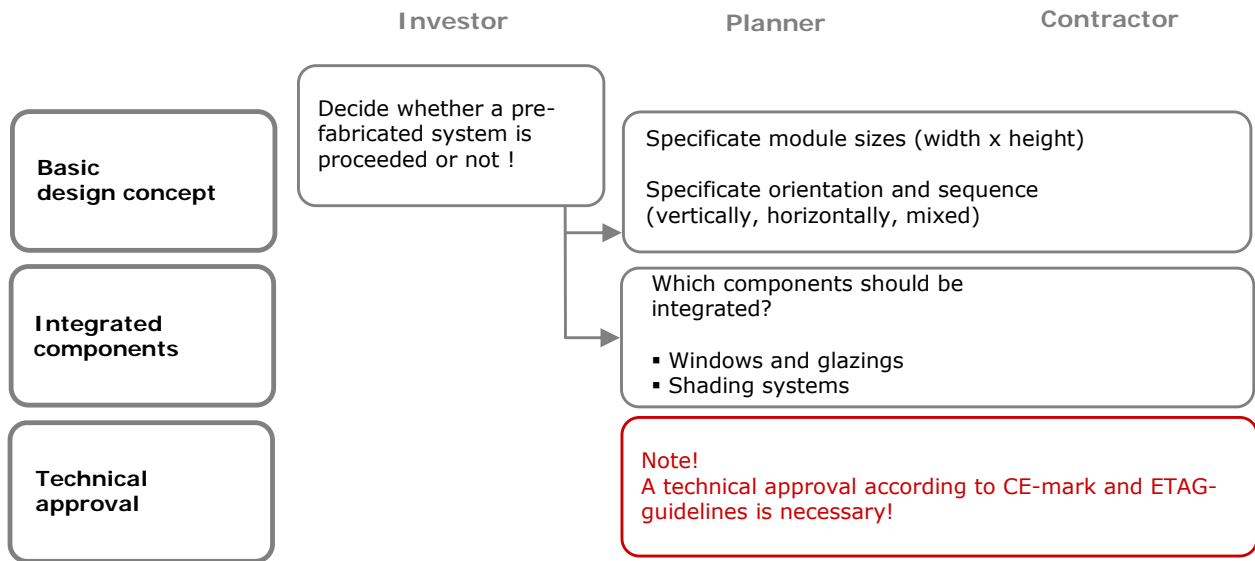 Investor
Planner
Contractor
Basic
design concept
Decide whether a pre-
fabricated system is
proceeded or not !
Specificate module sizes (width x height)
Specificate orientation and sequence
(vertically, horizontally, mixed)
Integrated
components
Which components should be
integrated?
▪ Windows and glazings
▪ Shading systems
Technical
approval
Note!
A technical approval according to CE-mark and ETAG-
guidelines is necessary!